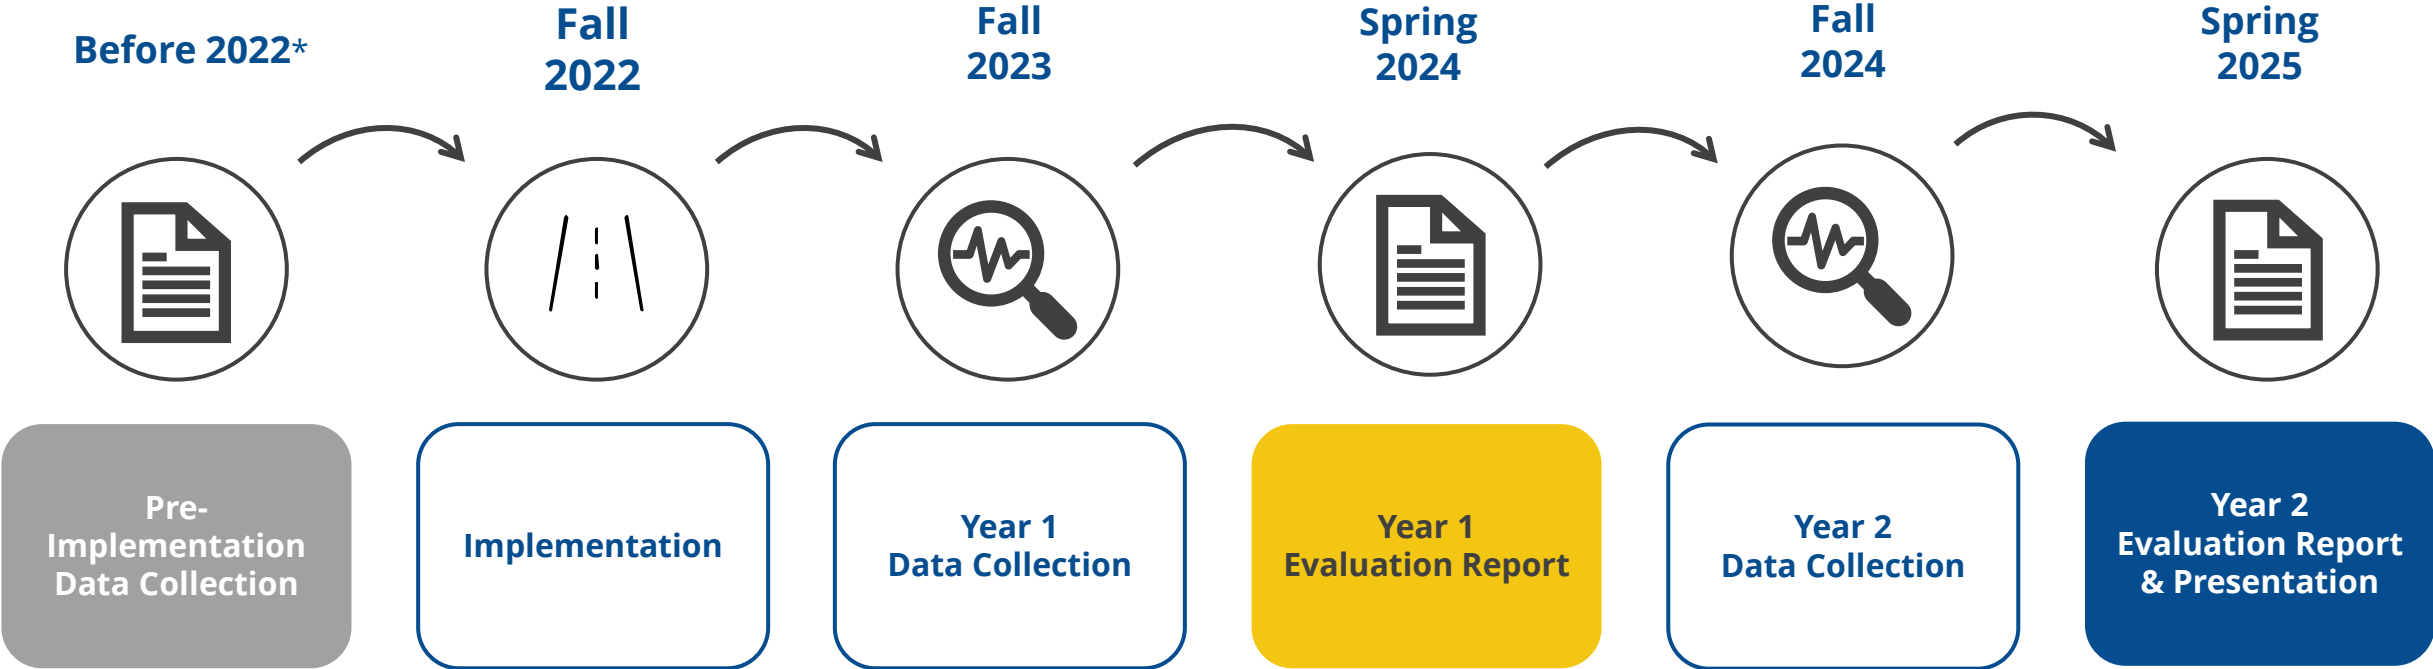 Before 2022*
Fall
2022
Fall
2023
Spring
2024
Fall
2024
Spring
2025
Pre-
Implementation
Data Collection
Implementation
Year 1
Data Collection
Year 1
Evaluation Report
Year 2
Data Collection
Year 2
Evaluation Report
& Presentation